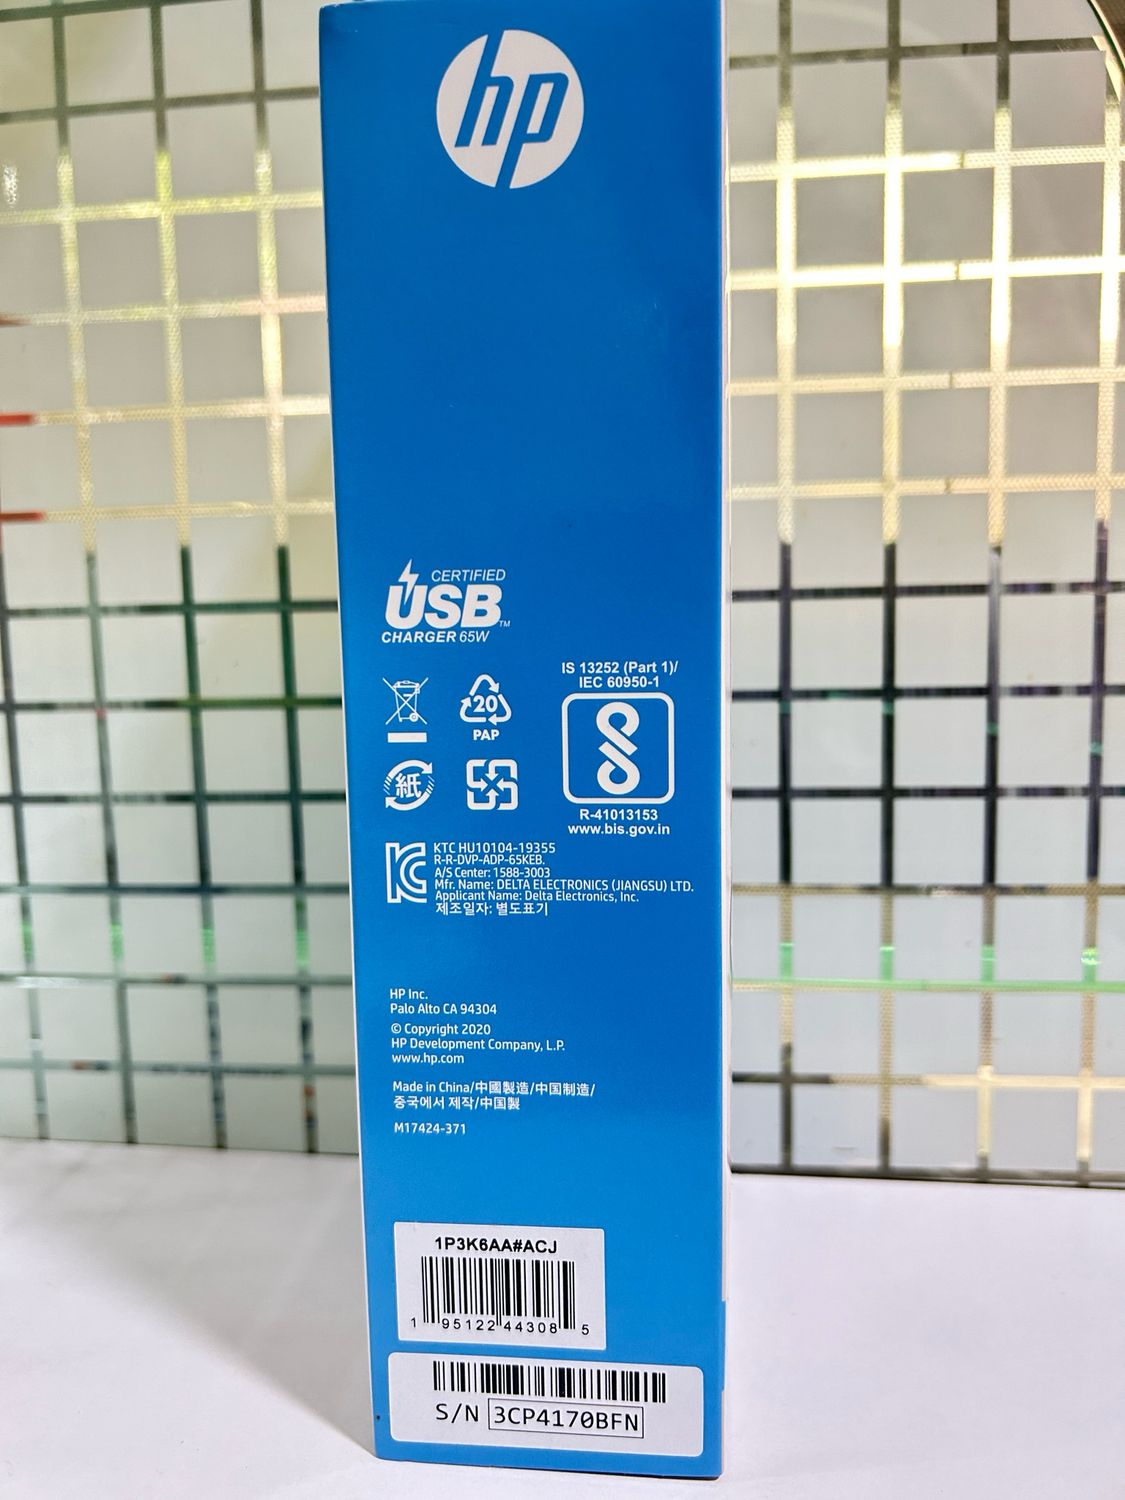 hp
CERTIFIED
USB™
CHARGER 65W
IS 13252 (Part 1)/
IEC 60950-1
20
PAP
紙
R-41013153
www.bis.gov.in
KTC HU10104-19355
R-R-DVP-ADP-65KEB.
A/S Center: 1588-3003
Mfr. Name: DELTA ELECTRONICS (JIANGSU) LTD.
Applicant Name: Delta Electronics, Inc.
제조일자: 별도표기
HP Inc.
Palo Alto CA 94304
© Copyright 2020
HP Development Company, L.P.
www.hp.com
Made in China/中國製造/中国制造/
중국에서 제작/中国製
M17424-371
1P3K6AA#ACJ
1 95122 44308 5
S/N 3CP4170BFN